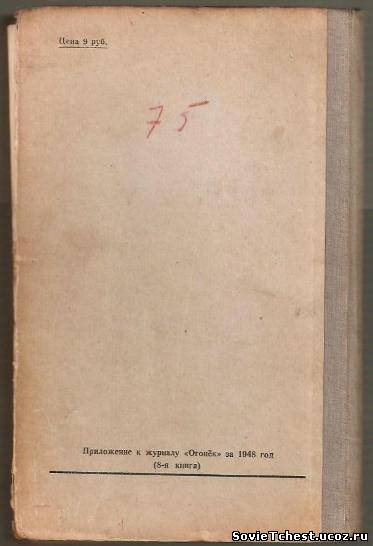 Цена 9 руб.
75
Приложение к журналу «Огонёк» за 1948 год
(8-я книга)
SovieTchest.ucoz.ru